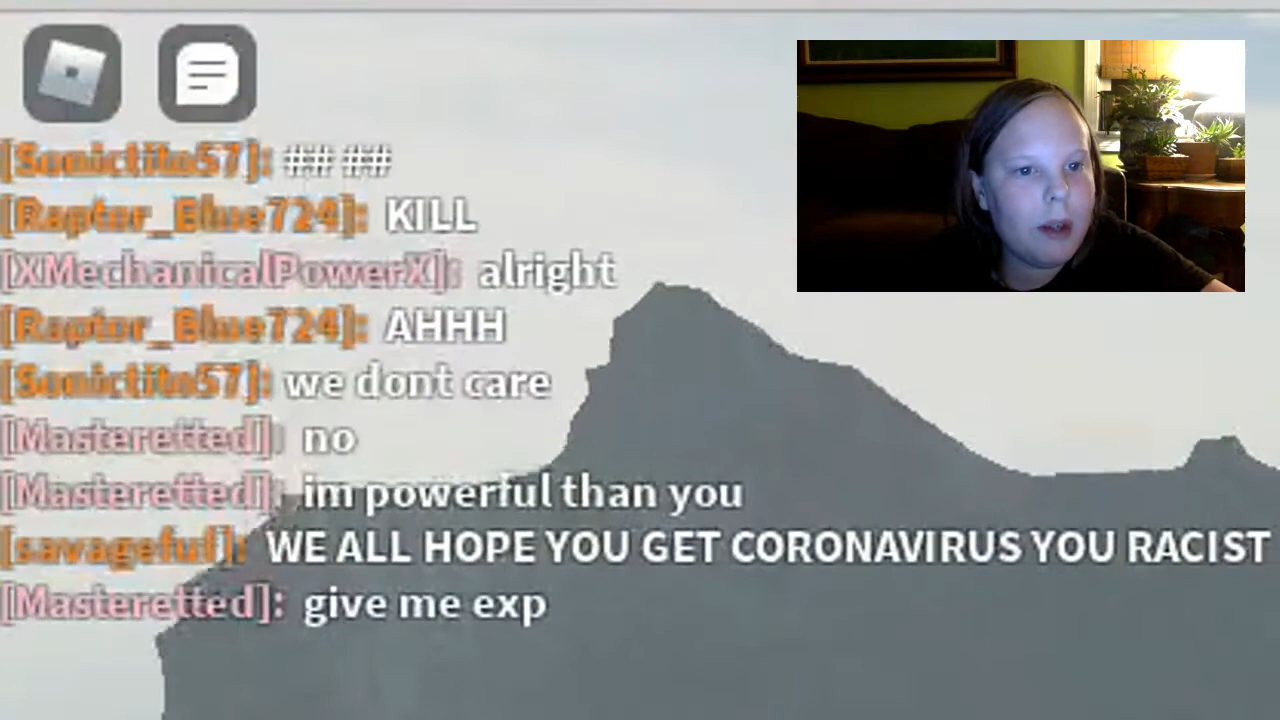 [Sonictito57]: ## ##
[Raptor_Blue724]: KILL
[XMechanicalPowerX]: alright
[Raptor_Blue724]: AHHH
[Sonictito57]: we dont care
[Masteretted]: no
[Masteretted]: im powerful than you
[savageful]: WE ALL HOPE YOU GET CORONAVIRUS YOU RACIST
[Masteretted]: give me exp